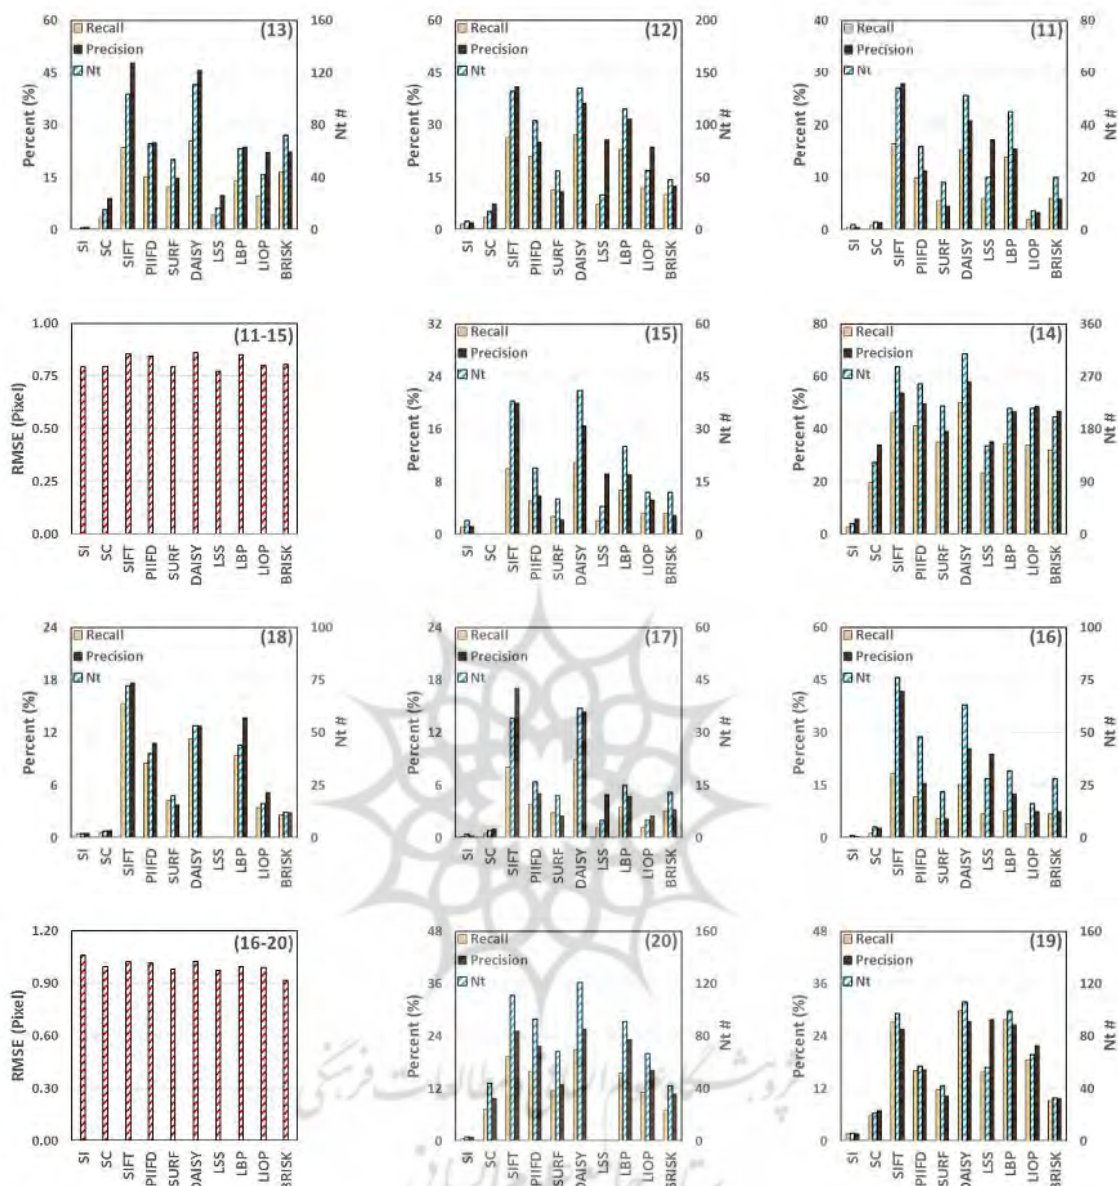 60
45
30
15
0
Percent (%)
Recall
Precision
Nt
(13)
160
120
80
40
0
Nt #
SI
SC
SIFT
PIIFD
SURF
DAISY
LSS
LBP
LIOP
BRISK
60
45
30
15
0
Percent (%)
Recall
Precision
Nt
(12)
200
150
100
50
0
Nt #
SI
SC
SIFT
PIIFD
SURF
DAISY
LSS
LBP
LIOP
BRISK
40
30
20
10
0
Percent (%)
Recall
Precision
Nt
(11)
80
60
40
20
0
Nt #
SI
SC
SIFT
PIIFD
SURF
DAISY
LSS
LBP
LIOP
BRISK
1.00
0.75
0.50
0.25
0.00
RMSE (Pixel)
(11-15)
SI
SC
SIFT
PIIFD
SURF
DAISY
LSS
LBP
LIOP
BRISK
32
24
16
8
0
Percent (%)
Recall
Precision
Nt
(15)
60
45
30
15
0
Nt #
SI
SC
SIFT
PIIFD
SURF
DAISY
LSS
LBP
LIOP
BRISK
80
60
40
20
0
Percent (%)
Recall
Precision
Nt
(14)
360
270
180
90
0
Nt #
SI
SC
SIFT
PIIFD
SURF
DAISY
LSS
LBP
LIOP
BRISK
24
18
12
6
0
Percent (%)
Recall
Precision
Nt
(18)
100
75
50
25
0
Nt #
SI
SC
SIFT
PIIFD
SURF
DAISY
LSS
LBP
LIOP
BRISK
24
18
12
6
0
Percent (%)
Recall
Precision
Nt
(17)
60
45
30
15
0
Nt #
SI
SC
SIFT
PIIFD
SURF
DAISY
LSS
LBP
LIOP
BRISK
60
45
30
15
0
Percent (%)
Recall
Precision
Nt
(16)
100
75
50
25
0
Nt #
SI
SC
SIFT
PIIFD
SURF
DAISY
LSS
LBP
LIOP
BRISK
1.20
0.90
0.60
0.30
0.00
RMSE (Pixel)
(16-20)
SI
SC
SIFT
PIIFD
SURF
DAISY
LSS
LBP
LIOP
BRISK
48
36
24
12
0
Percent (%)
Recall
Precision
Nt
(20)
160
120
80
40
0
Nt #
SI
SC
SIFT
PIIFD
SURF
DAISY
LSS
LBP
LIOP
BRISK
48
36
24
12
0
Percent (%)
Recall
Precision
Nt
(19)
160
120
80
40
0
Nt #
SI
SC
SIFT
PIIFD
SURF
DAISY
LSS
LBP
LIOP
BRISK
پژوهشگاه علوم انسانی و مطالعات فرهنگی